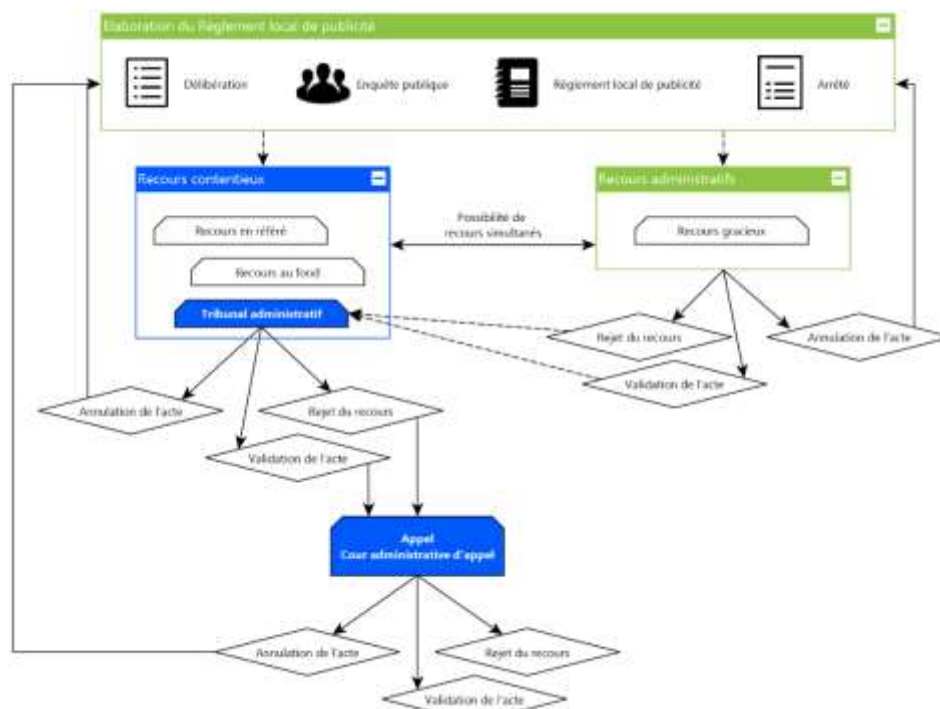 Elaboration du Règlement local de publicité
Délibération
Enquête publique
Règlement local de publicité
Arrêté
Recours contentieux
Recours administratifs
Possibilité de
recours simultanés
Recours en référé
Recours gracieux
Recours au fond
Tribunal administratif
Rejet du recours
Annulation de l'acte
Validation de l'acte
Annulation de l'acte
Rejet du recours
Validation de l'acte
Appel
Cour administrative d'appel
Annulation de l'acte
Rejet du recours
Validation de l'acte